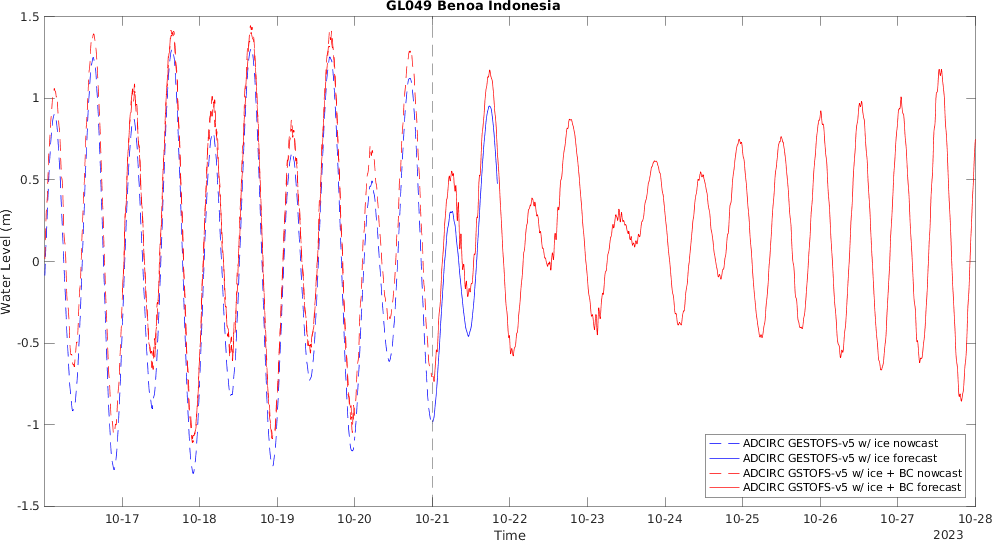 GL049 Benoa Indonesia
Water Level (m)
1.5
1
0.5
0
-0.5
-1
-1.5
10-17 10-18 10-19 10-20 10-21 10-22 10-23 10-24 10-25 10-26 10-27 10-28
Time
2023
ADCIRC GESTOFS-v5 w/ ice nowcast
ADCIRC GESTOFS-v5 w/ ice forecast
ADCIRC GSTOFS-v5 w/ ice + BC nowcast
ADCIRC GSTOFS-v5 w/ ice + BC forecast